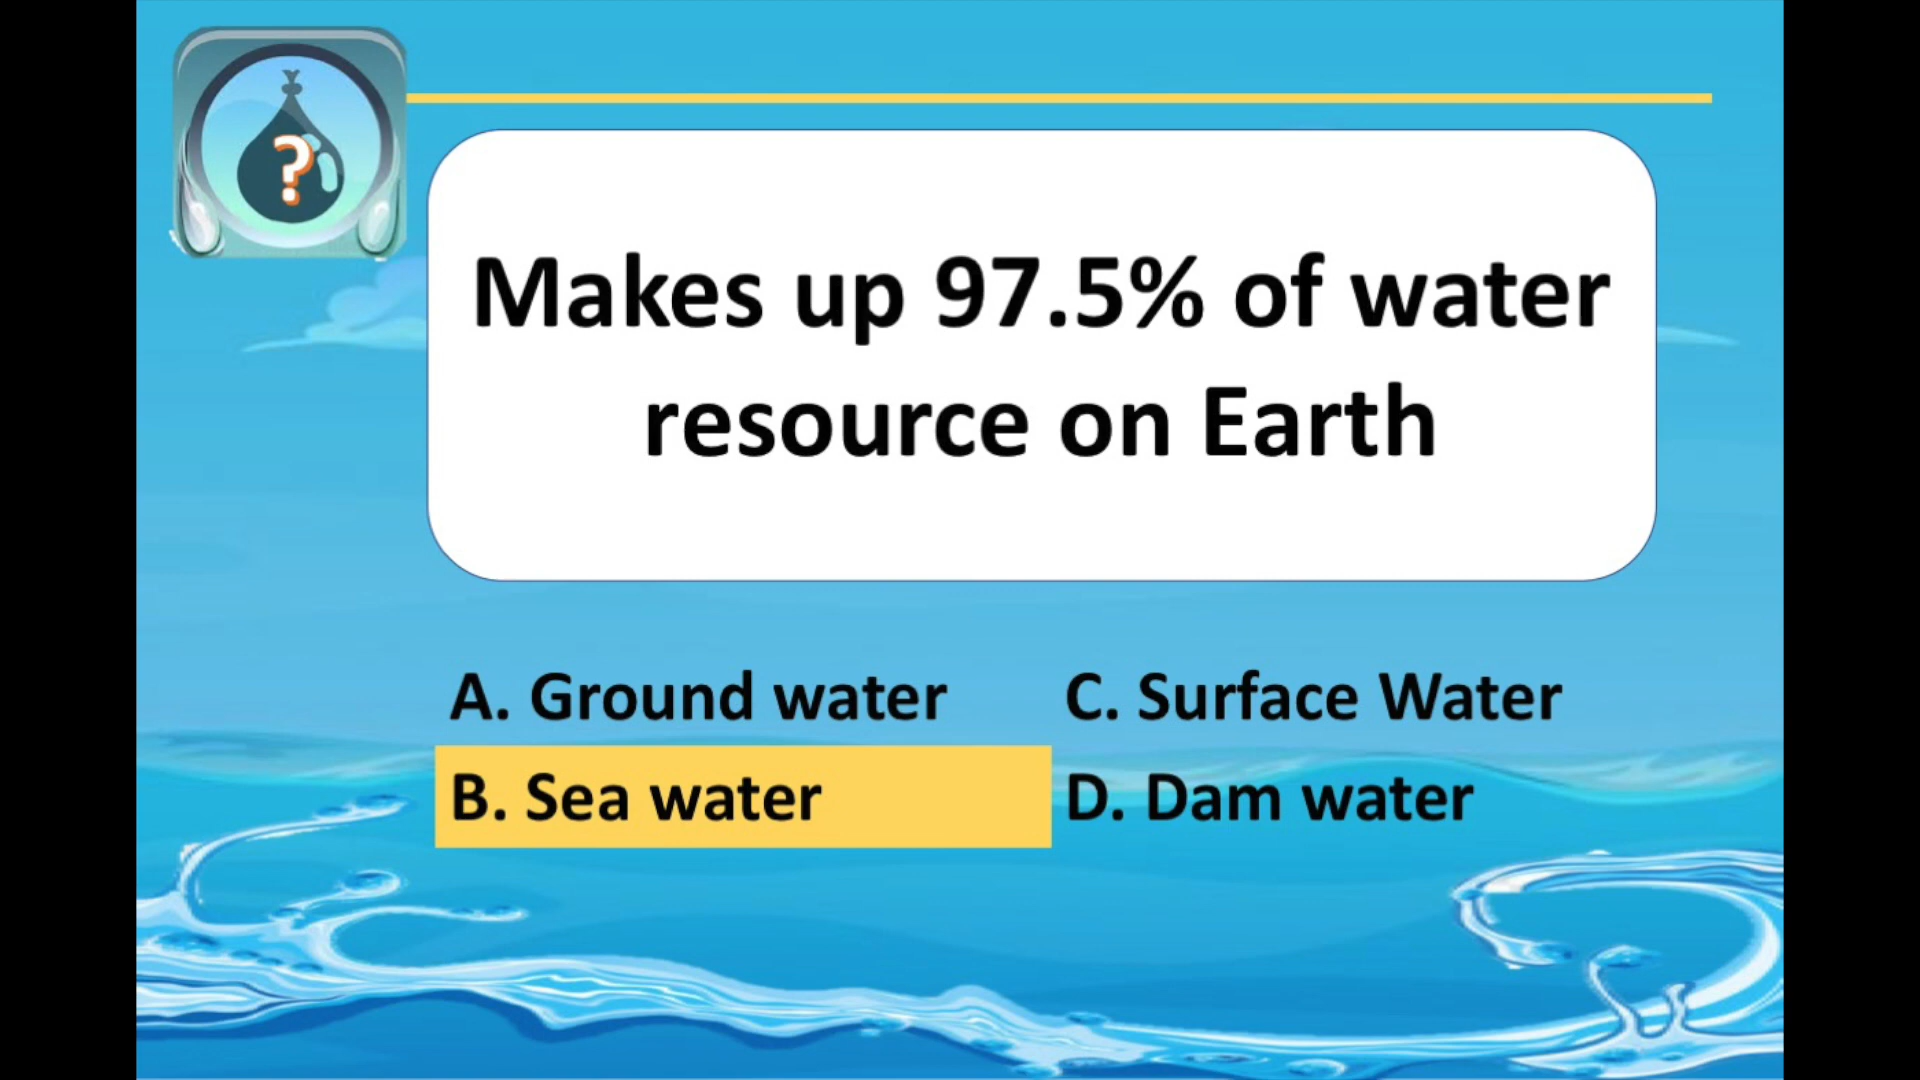 ?
Makes up 97.5% of water
resource on Earth
A. Ground water
B. Sea water
C. Surface Water
D. Dam water